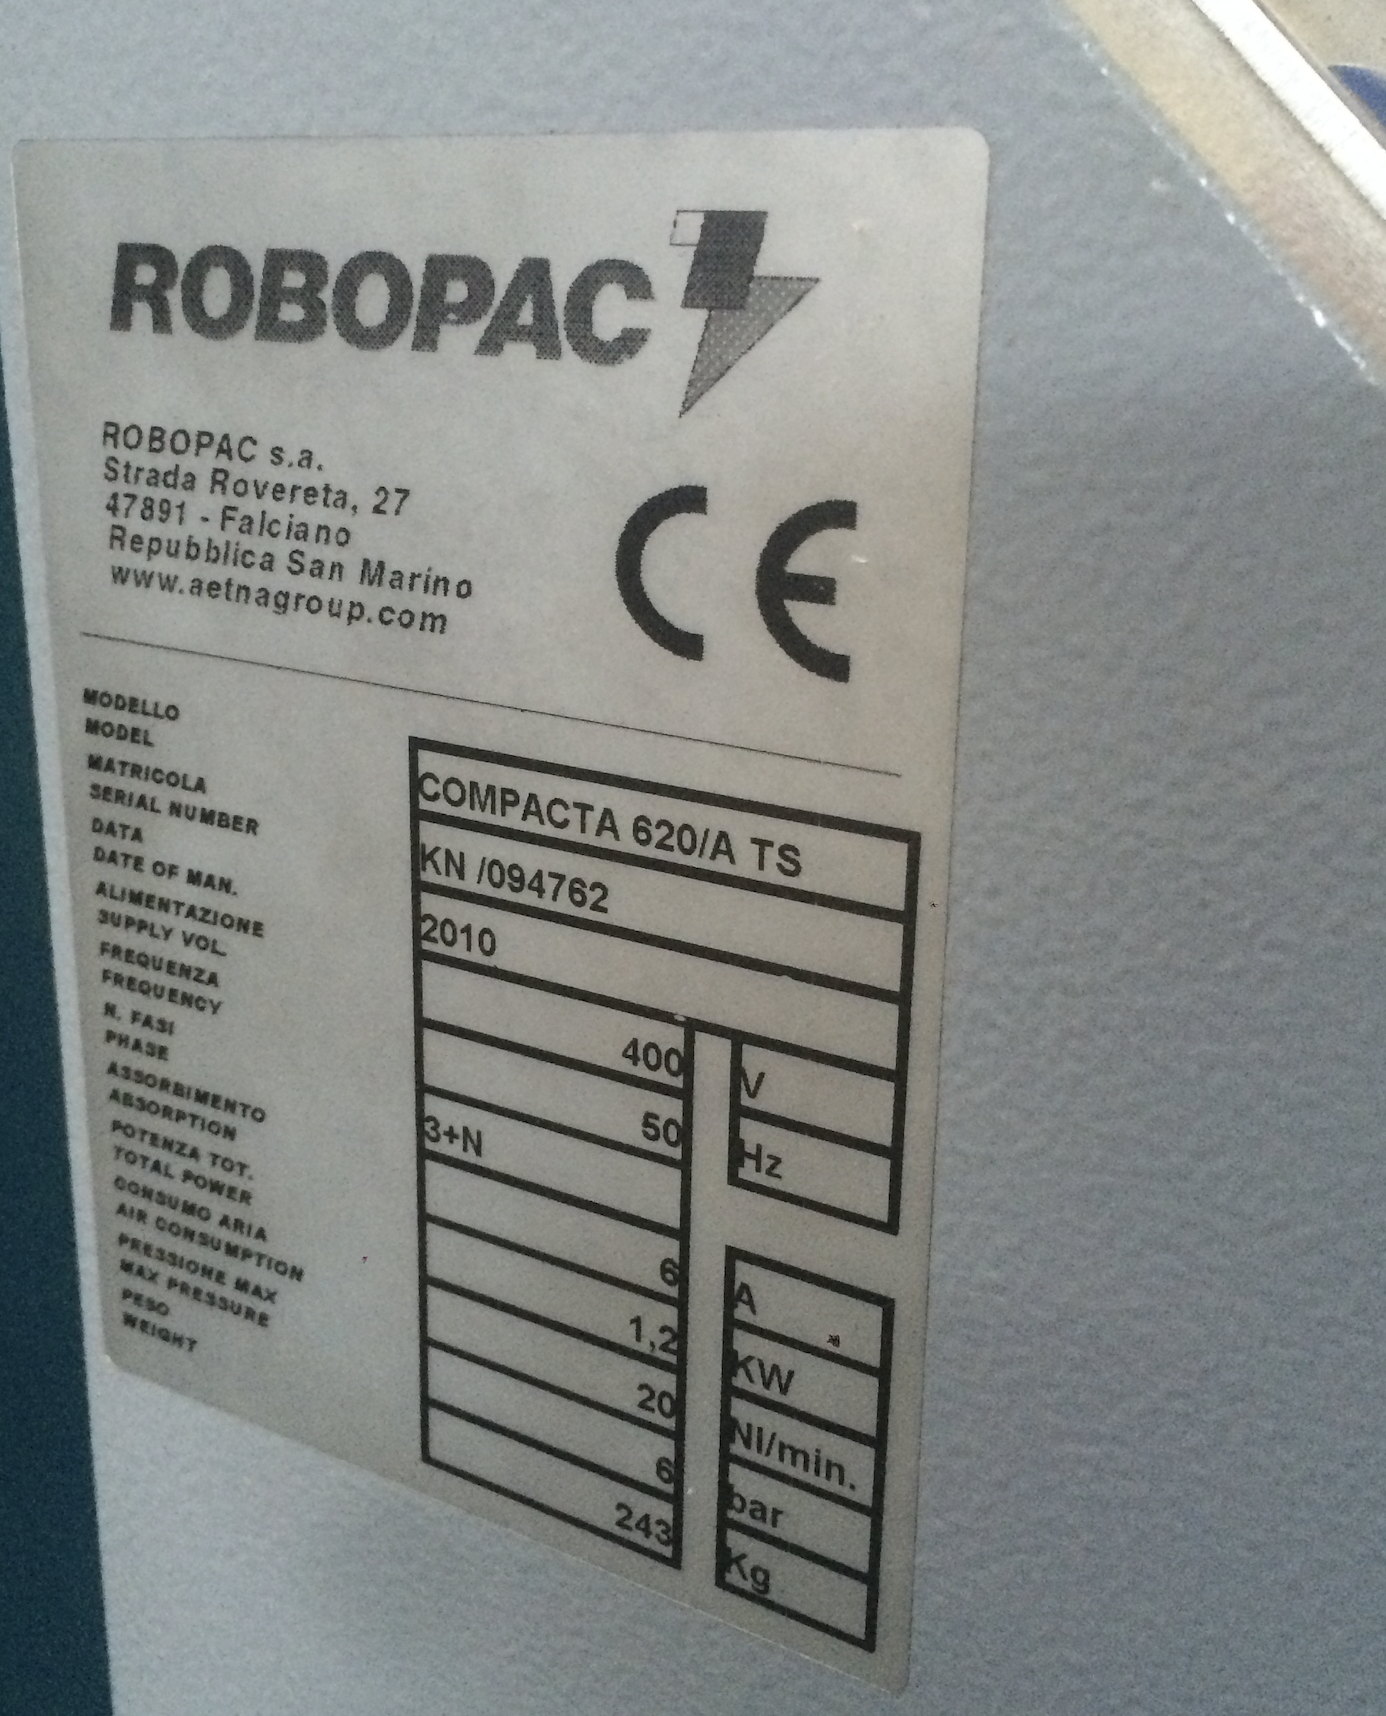 ROBOPAC
ROBOPAC s.a.
Strada Rovereta, 27
47891 - Falciano
Repubblica San Marino
www.aetnagroup.com
CE
MODELLO
MODEL
COMPACTA 620/A TS
MATRICOLA
SERIAL NUMBER
KN /094762
DATA
DATE OF MAN.
2010
ALIMENTAZIONE
SUPPLY VOL.
400 V
FREQUENZA
FREQUENCY
50 Hz
N. FASI
PHASE
3+N
ASSORBIMENTO
ABSORPTION
6 A
POTENZA TOT.
TOTAL POWER
1,2 KW
CONSUMO ARIA
AIR CONSUMPTION
20 Nl/min.
PRESSIONE MAX
MAX PRESSURE
6 bar
PESO
WEIGHT
243 Kg